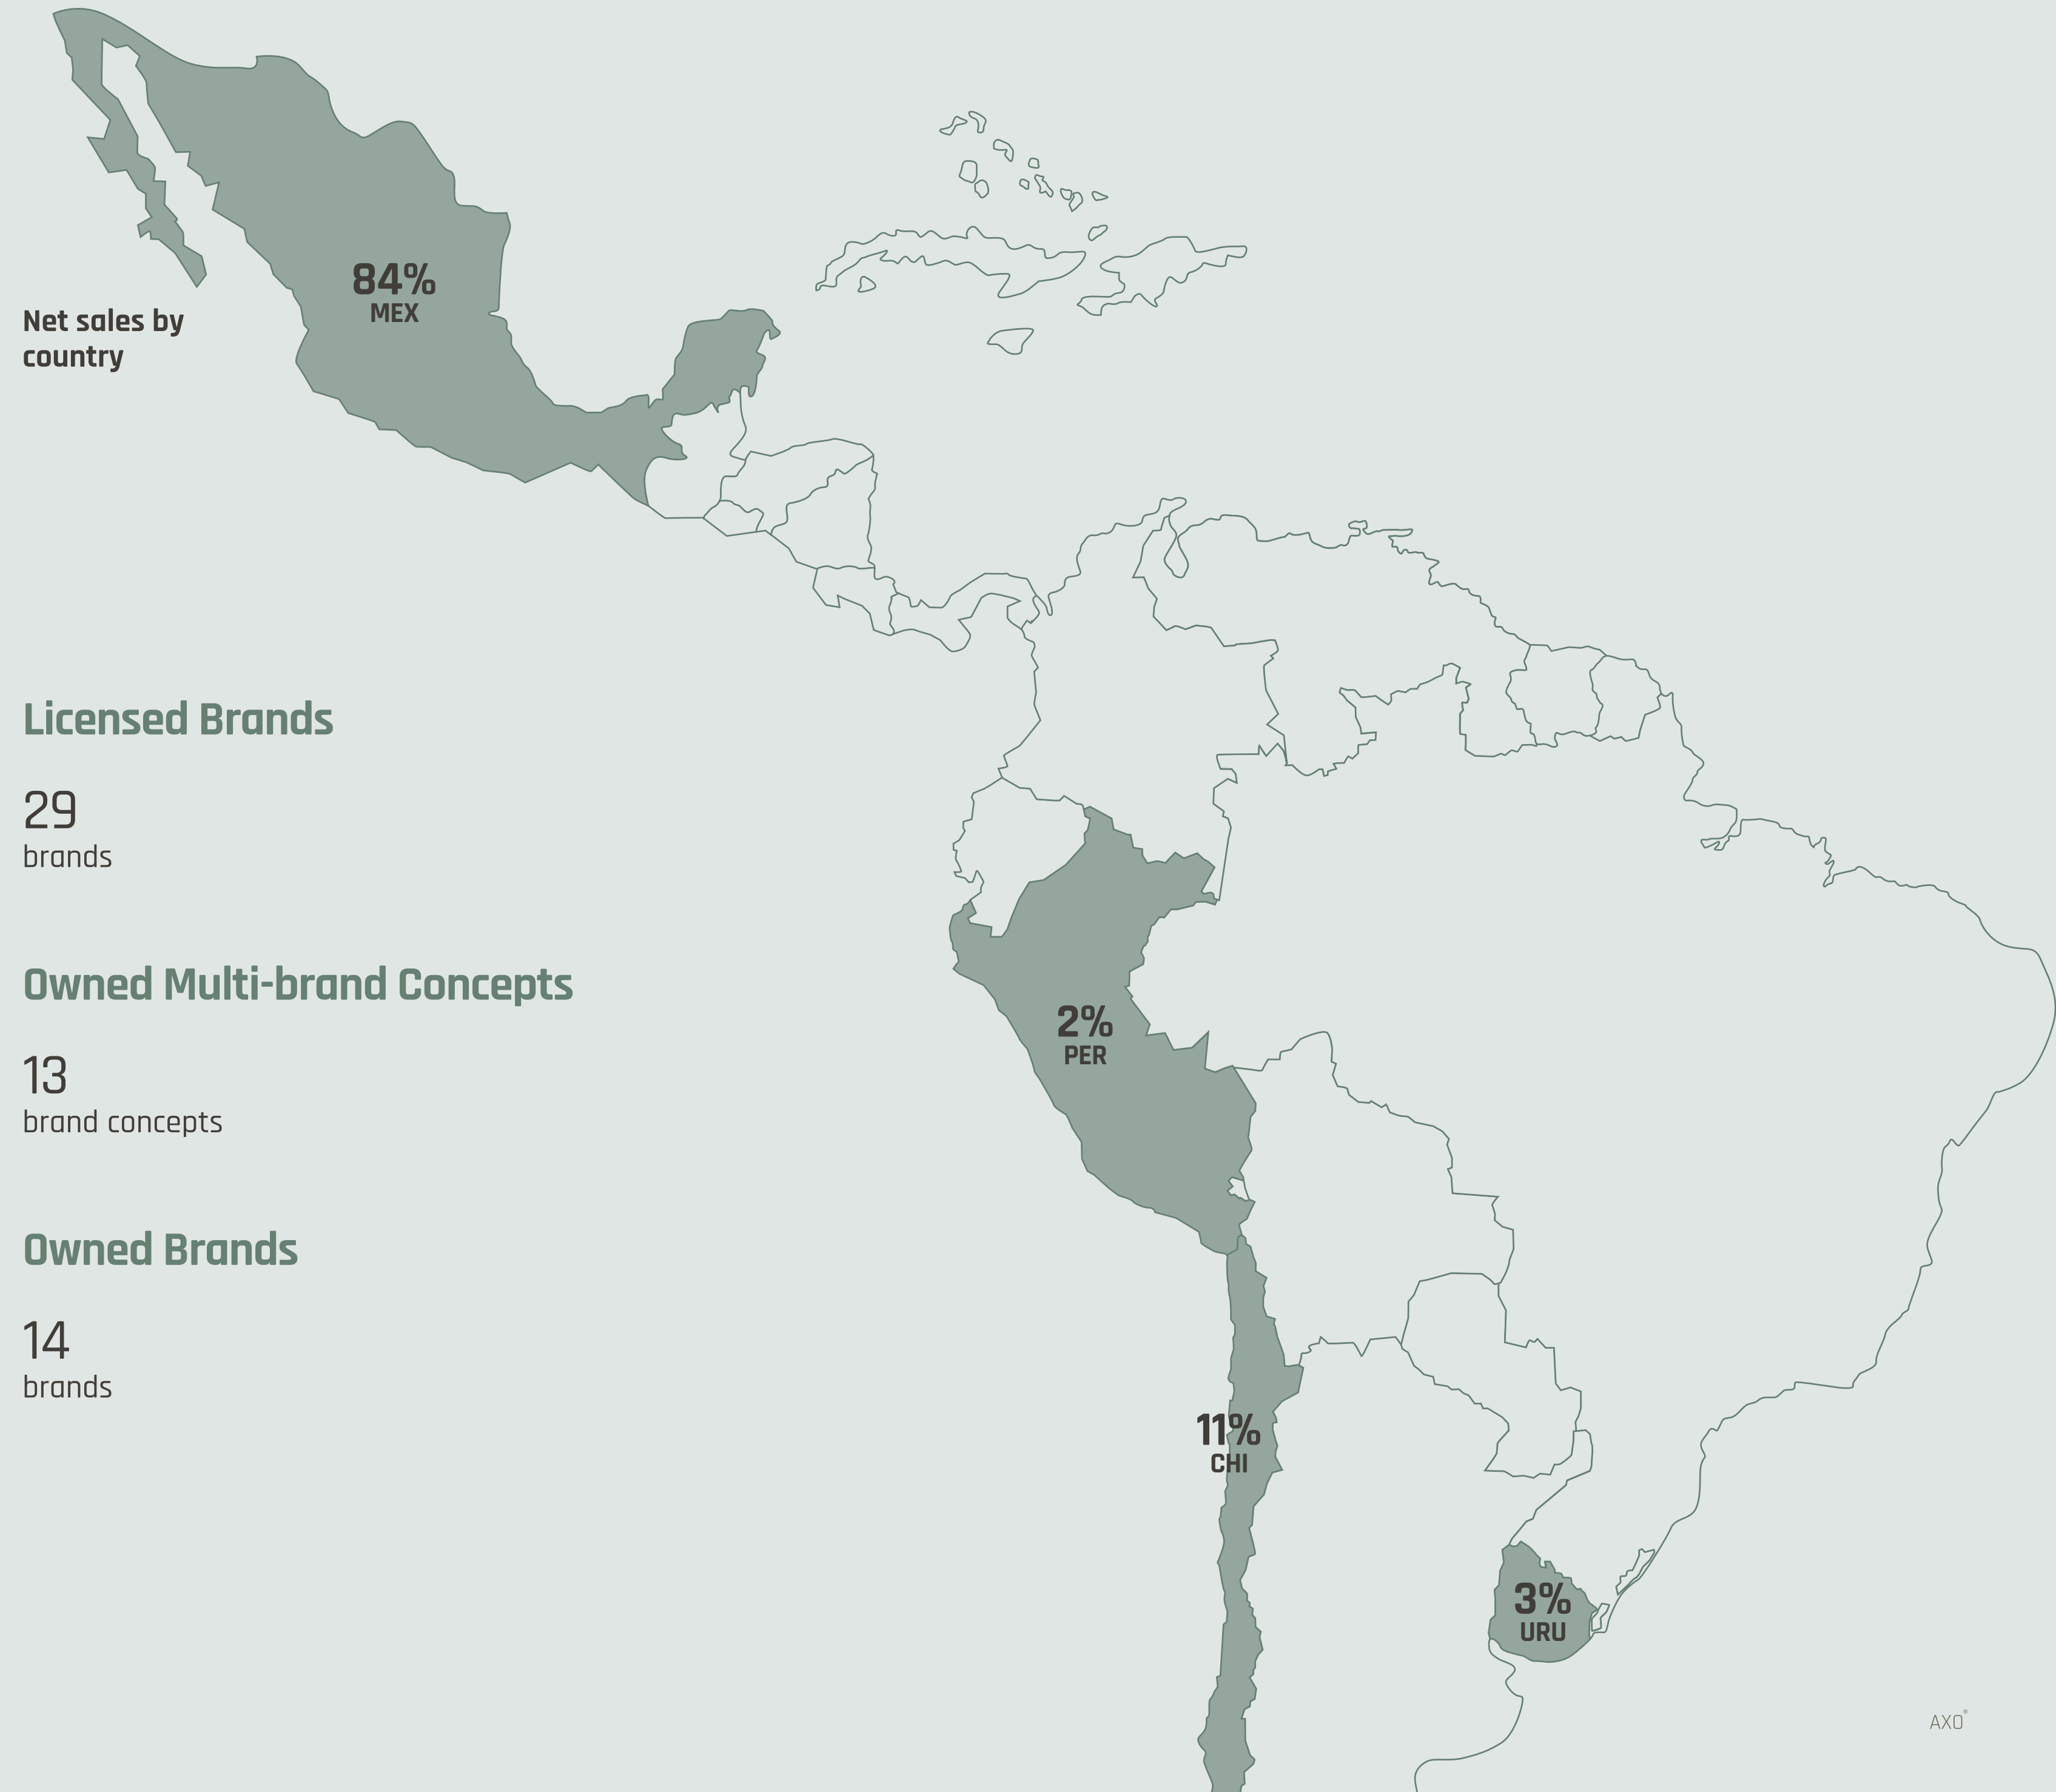 84%
MEX
Net sales by
country
Licensed Brands
29
brands
Owned Multi-brand Concepts
13
brand concepts
Owned Brands
14
brands
2%
PER
11%
CHI
3%
URU
AXO®